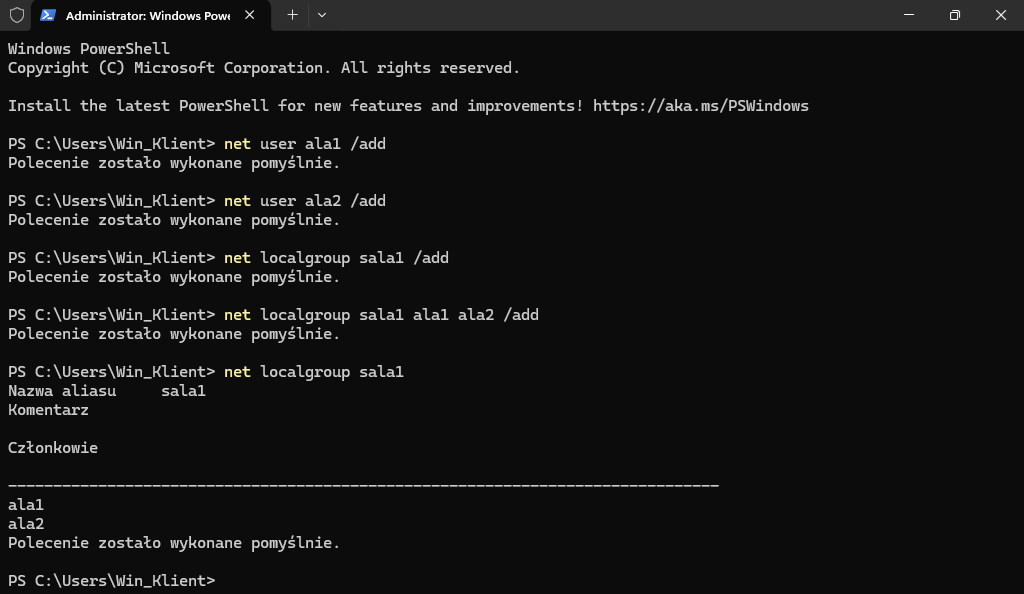 Administrator: Windows Powe
Windows PowerShell
Copyright (C) Microsoft Corporation. All rights reserved.
Install the latest PowerShell for new features and improvements! https://aka.ms/PSWindows
PS C:\Users\Win_Klient> net user ala1 /add
Polecenie zostało wykonane pomyślnie.
PS C:\Users\Win_Klient> net user ala2 /add
Polecenie zostało wykonane pomyślnie.
PS C:\Users\Win_Klient> net localgroup sala1 /add
Polecenie zostało wykonane pomyślnie.
PS C:\Users\Win_Klient> net localgroup sala1 ala1 ala2 /add
Polecenie zostało wykonane pomyślnie.
PS C:\Users\Win_Klient> net localgroup sala1
Nazwa aliasu     sala1
Komentarz
Członkowie
-------------------------------------------------------------------------------
ala1
ala2
Polecenie zostało wykonane pomyślnie.
PS C:\Users\Win_Klient>